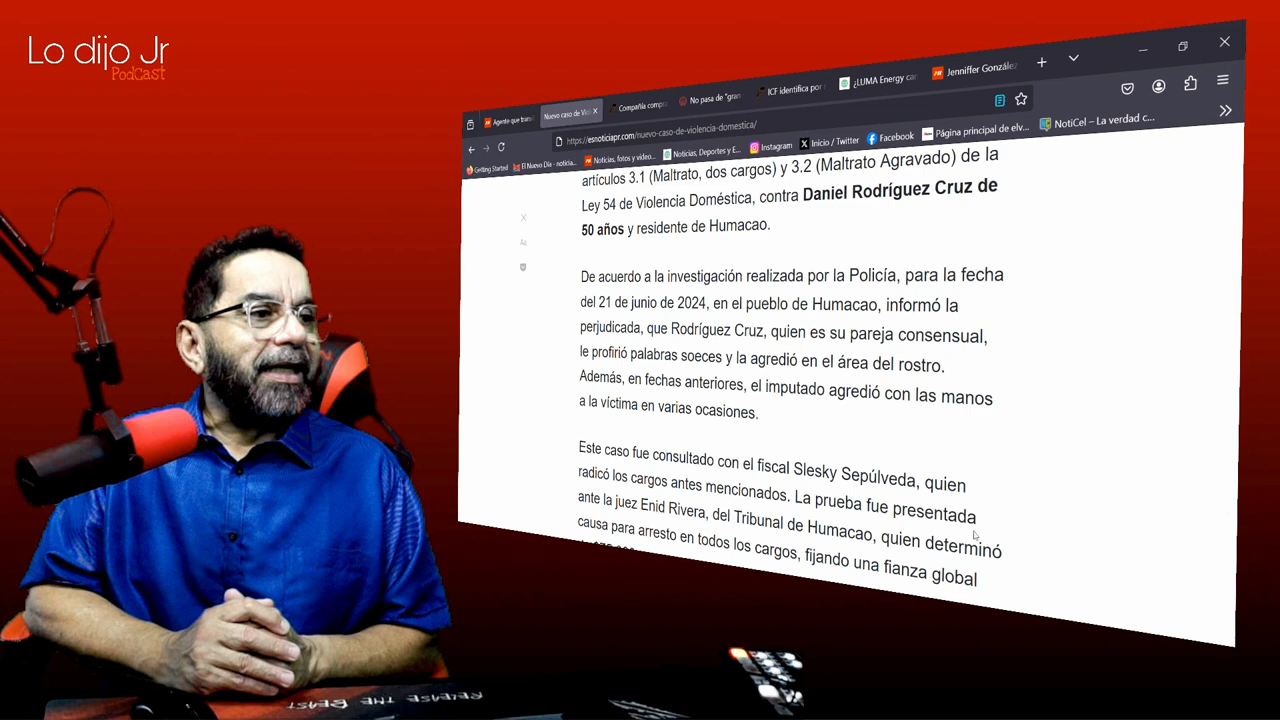 Lo dijo Jr
PodCast
Agente que trans
Nuevo caso de Viol
Compañía compr
No pasa de "gran
ICF identifica por
¿LUMA Energy can
Jenniffer González
https://esnoticiapr.com/nuevo-caso-de-violencia-domestica/
Getting Started
El Nuevo Día - noticia...
Noticias, fotos y video...
Noticias, Deportes y E...
Instagram
Inicio / Twitter
Facebook
Página principal de elv...
NotiCel – La verdad c...
artículos 3.1 (Maltrato, dos cargos) y 3.2 (Maltrato Agravado) de la
Ley 54 de Violencia Doméstica, contra Daniel Rodríguez Cruz de
50 años y residente de Humacao.
De acuerdo a la investigación realizada por la Policía, para la fecha
del 21 de junio de 2024, en el pueblo de Humacao, informó la
perjudicada, que Rodríguez Cruz, quien es su pareja consensual,
le profirió palabras soeces y la agredió en el área del rostro.
Además, en fechas anteriores, el imputado agredió con las manos
a la víctima en varias ocasiones.
Este caso fue consultado con el fiscal Slesky Sepúlveda, quien
radicó los cargos antes mencionados. La prueba fue presentada
ante la juez Enid Rivera, del Tribunal de Humacao, quien determinó
causa para arresto en todos los cargos, fijando una fianza global
RELEASE THE BEAST